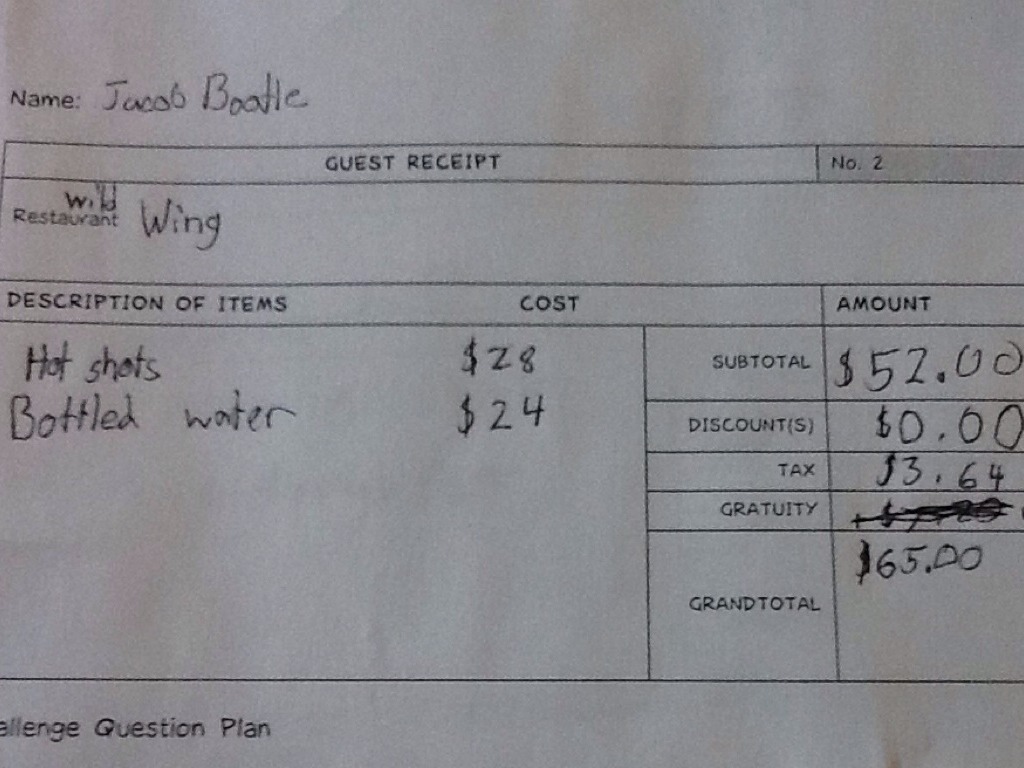 Name: Jacob Boatle
GUEST RECEIPT No. 2
Wild
Restaurant Wing
DESCRIPTION OF ITEMS COST AMOUNT
Hot shots $28 SUBTOTAL $52.00
Bottled water $24 DISCOUNT(S) $0.00
TAX $3.64
GRATUITY
GRANDTOTAL $65.00
Question Plan